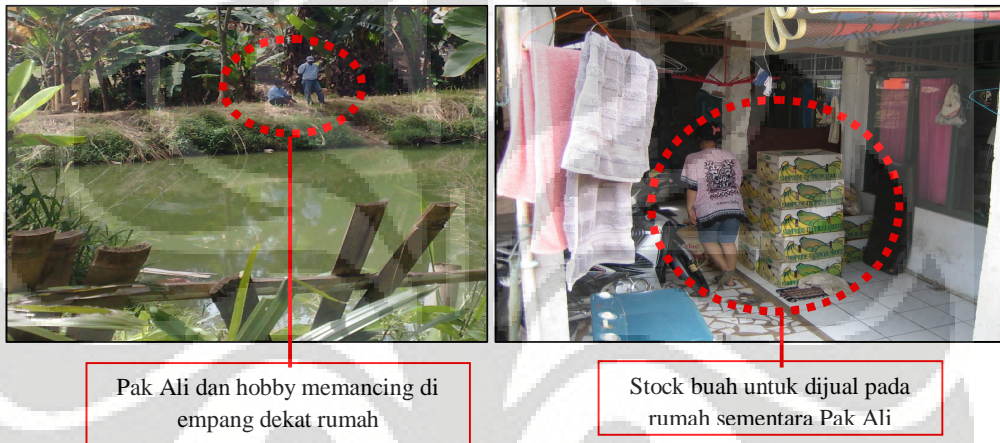 Pak Ali dan hobby memancing di
empang dekat rumah
Stock buah untuk dijual pada
rumah sementara Pak Ali